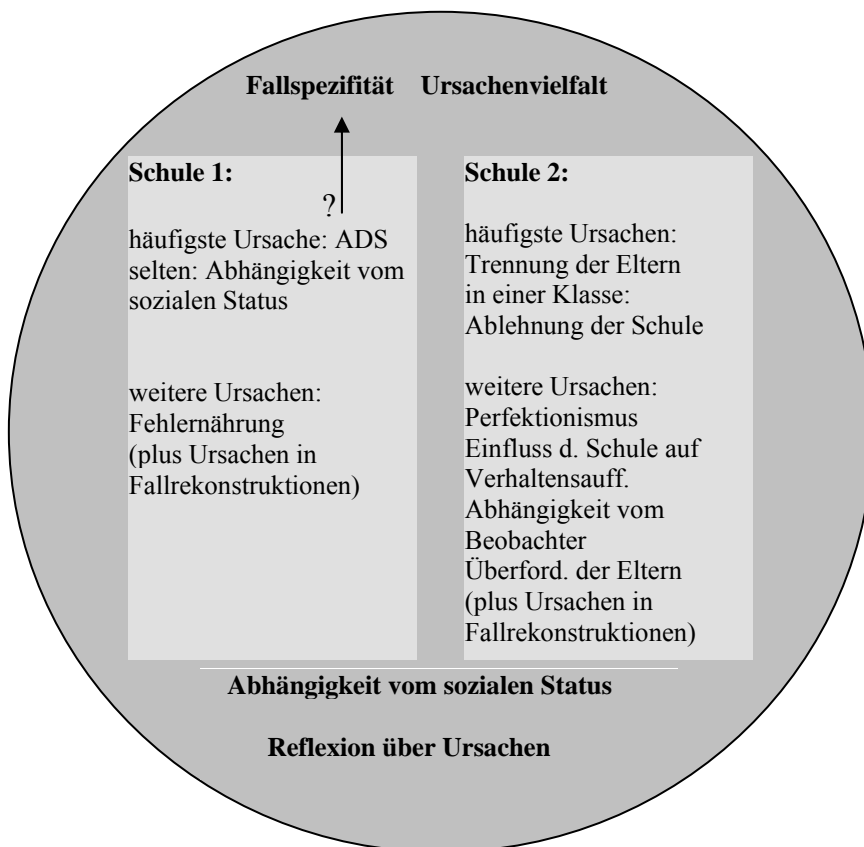 Fallspezifität Ursachenvielfalt
Schule 1:
?
häufigste Ursache: ADS
selten: Abhängigkeit vom
sozialen Status
weitere Ursachen:
Fehlernährung
(plus Ursachen in
Fallrekonstruktionen)
Schule 2:
häufigste Ursachen:
Trennung der Eltern
in einer Klasse:
Ablehnung der Schule
weitere Ursachen:
Perfektionismus
Einfluss d. Schule auf
Verhaltensauff.
Abhängigkeit vom
Beobachter
Überford. der Eltern
(plus Ursachen in
Fallrekonstruktionen)
Abhängigkeit vom sozialen Status
Reflexion über Ursachen